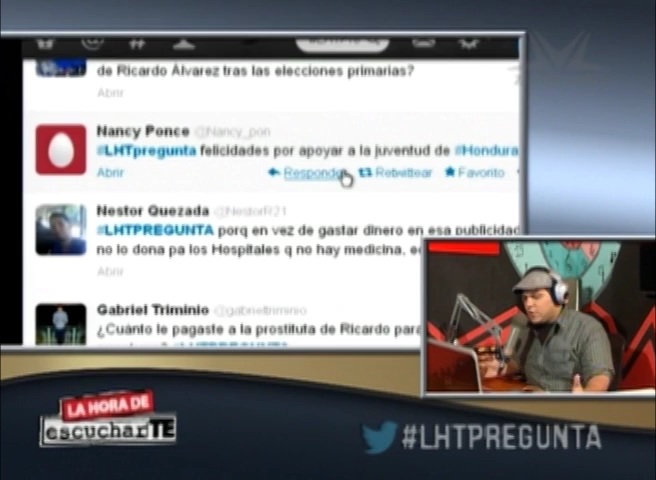 de Ricardo Álvarez tras las elecciones primarias?
Abrir
Nancy Ponce @Nancy_pon
#LHTpregunta felicidades por apoyar a la juventud de #Hondura
Abrir Responder Retwittear Favorito
Nestor Quezada @NestorR21
#LHTPREGUNTA porq en vez de gastar dinero en esa publicidad
no lo dona pa los Hospitales q no hay medicina.
Abrir
Gabriel Triminio @gabrieltriminio
¿Cuánto le pagaste a la prostituta de Ricardo para
#LHTPREGUNTA
LA HORA DE
escucharTE
#LHTPREGUNTA